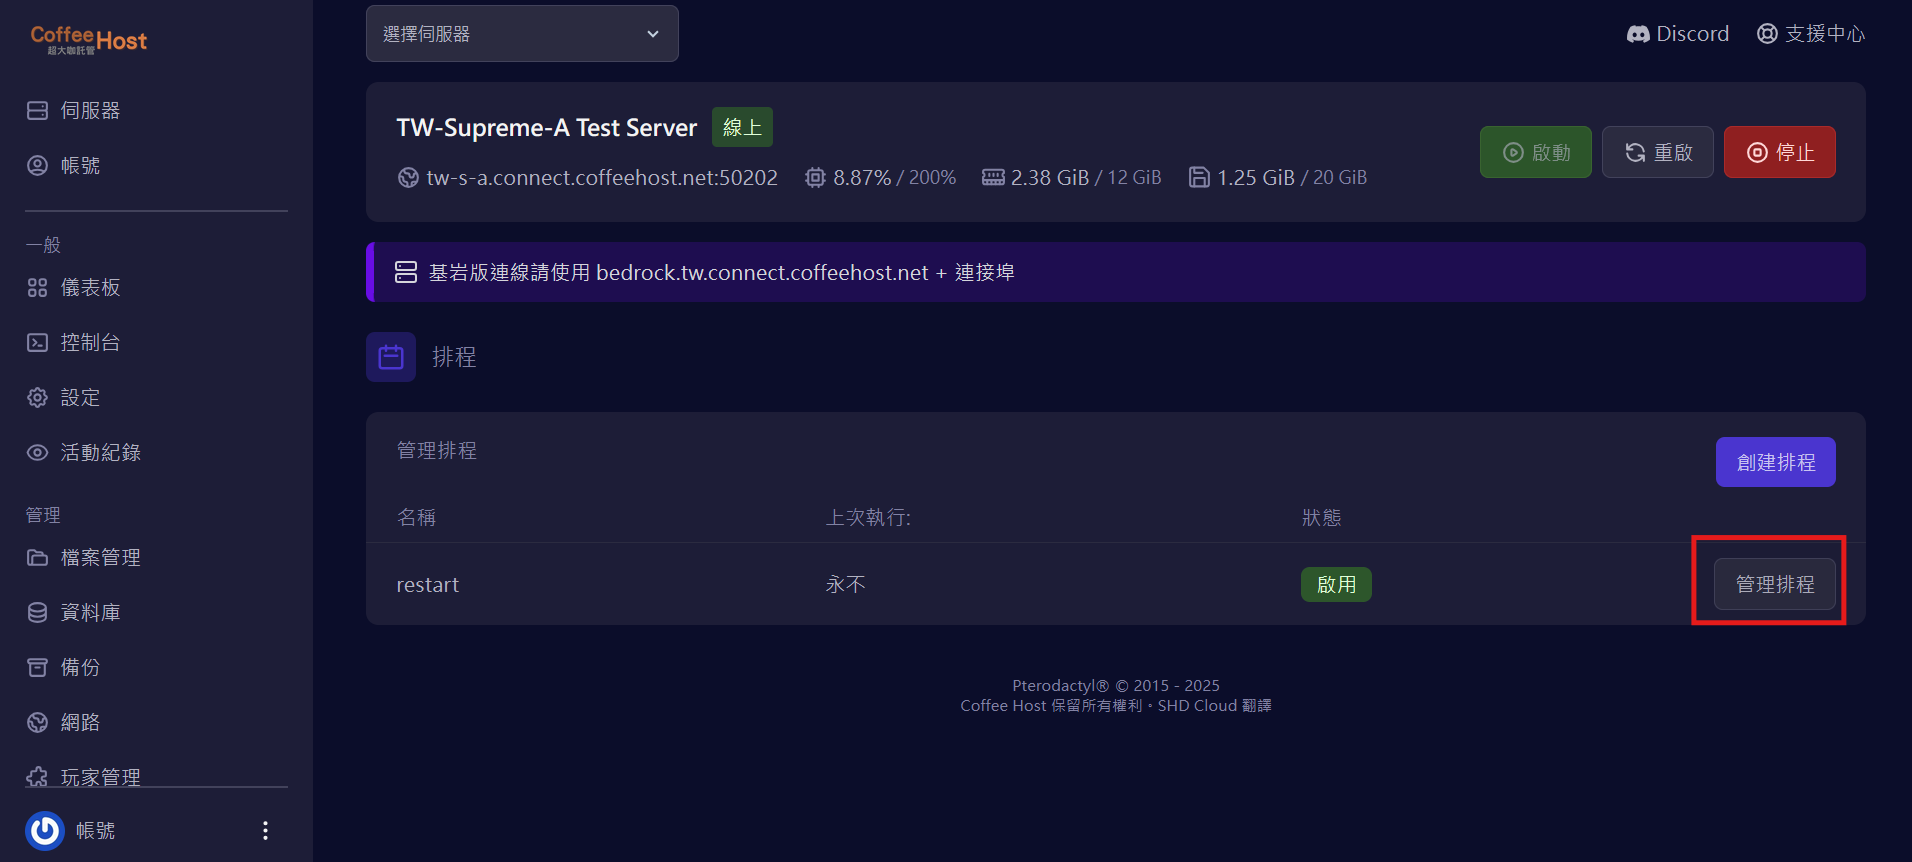 CoffeeHost
超大咖託管
選擇伺服器
Discord
支援中心
伺服器
帳號
一般
儀表板
控制台
設定
活動紀錄
管理
檔案管理
資料庫
備份
網路
玩家管理
帳號
TW-Supreme-A Test Server 線上
tw-s-a.connect.coffeehost.net:50202 8.87% / 200% 2.38 GiB / 12 GiB 1.25 GiB / 20 GiB
啟動 重啟 停止
基岩版連線請使用 bedrock.tw.connect.coffeehost.net + 連接埠
排程
管理排程
創建排程
名稱 上次執行: 狀態
restart 永不 啟用 管理排程
Pterodactyl® © 2015 - 2025
Coffee Host 保留所有權利。SHD Cloud 翻譯